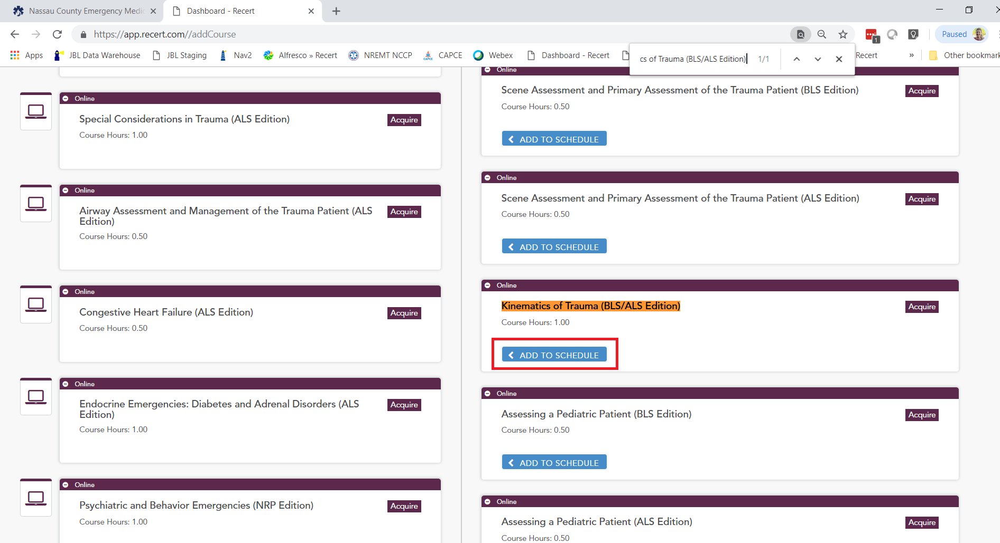 Nassau County Emergency Medic
Dashboard - Recert
https://app.recert.com//addCourse
Paused
Apps
JBL Data Warehouse
JBL Staging
Nav2
Alfresco » Recert
NREMT NCCP
CAPCE
Webex
Dashboard - Recert
Recert
»
Other bookmark
cs of Trauma (BLS/ALS Edition)
1/1
1
Online
Special Considerations in Trauma (ALS Edition)
Acquire
Course Hours: 1.00
Online
Airway Assessment and Management of the Trauma Patient (ALS
Edition)
Acquire
Course Hours: 0.50
Online
Congestive Heart Failure (ALS Edition)
Acquire
Course Hours: 0.50
Online
Endocrine Emergencies: Diabetes and Adrenal Disorders (ALS
Edition)
Acquire
Course Hours: 1.00
Online
Psychiatric and Behavior Emergencies (NRP Edition)
Acquire
Course Hours: 1.00
Online
Scene Assessment and Primary Assessment of the Trauma Patient (BLS Edition)
Acquire
Course Hours: 0.50
ADD TO SCHEDULE
Online
Scene Assessment and Primary Assessment of the Trauma Patient (ALS Edition)
Acquire
Course Hours: 0.50
ADD TO SCHEDULE
Online
Kinematics of Trauma (BLS/ALS Edition)
Acquire
Course Hours: 1.00
ADD TO SCHEDULE
Online
Assessing a Pediatric Patient (BLS Edition)
Acquire
Course Hours: 0.50
ADD TO SCHEDULE
Online
Assessing a Pediatric Patient (ALS Edition)
Acquire
Course Hours: 0.50